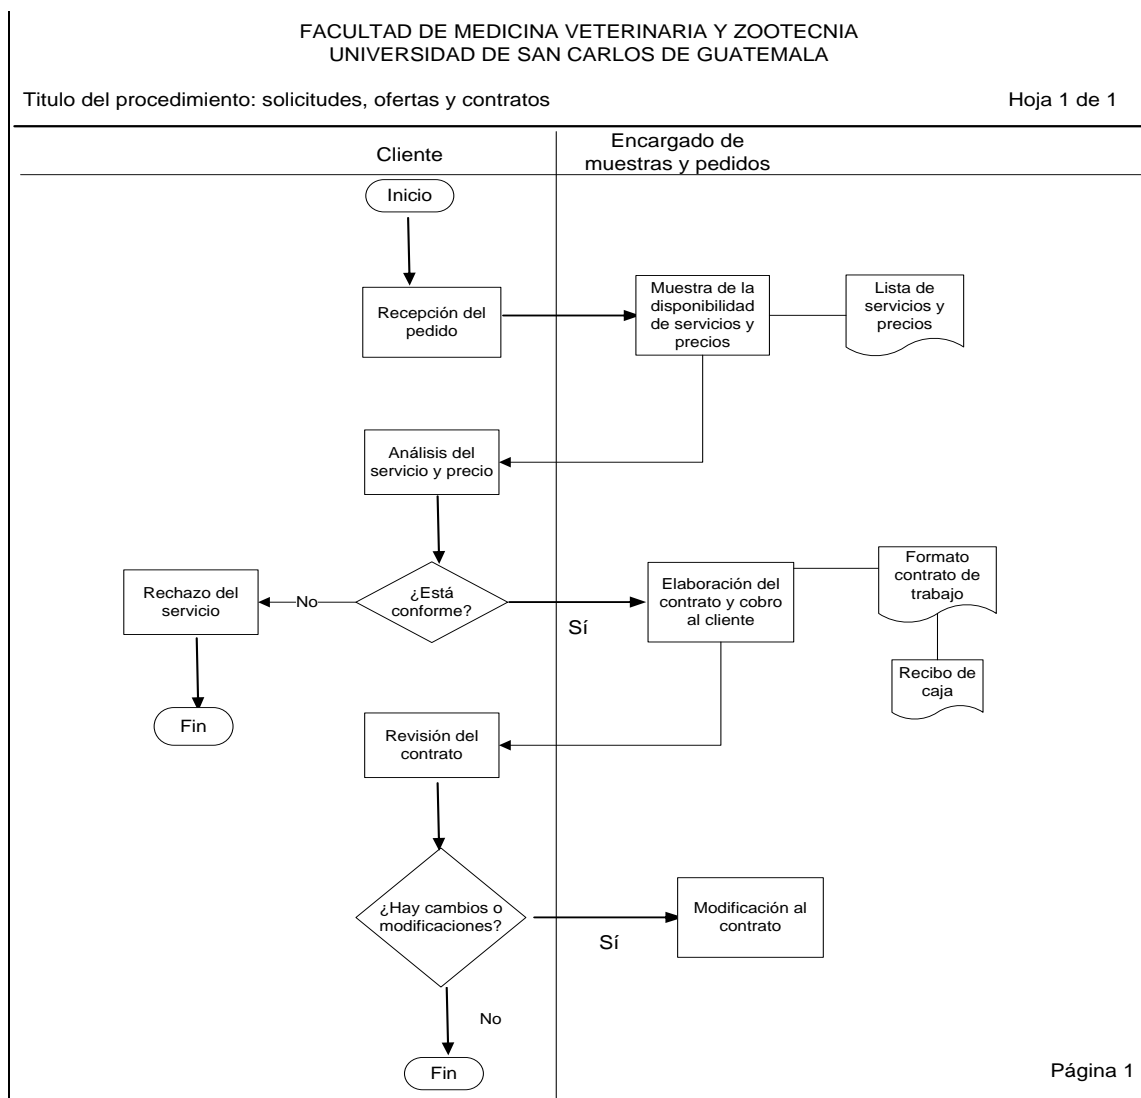 FACULTAD DE MEDICINA VETERINARIA Y ZOOTECNIA
UNIVERSIDAD DE SAN CARLOS DE GUATEMALA
Titulo del procedimiento: solicitudes, ofertas y contratos
Hoja 1 de 1
Cliente
Encargado de
muestras y pedidos
Inicio
Recepción del
pedido
Muestra de la
disponibilidad
de servicios y
precios
Lista de
servicios y
precios
Análisis del
servicio y precio
Rechazo del
servicio
No
¿Está
conforme?
Sí
Elaboración del
contrato y cobro
al cliente
Formato
contrato de
trabajo
Recibo de
caja
Fin
Revisión del
contrato
¿Hay cambios o
modificaciones?
Sí
Modificación al
contrato
No
Fin
Página 1